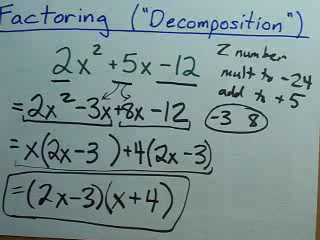 Factoring ("Decomposition")
2x² +5x -12
2 number
mult to -24
add to +5
-3 8
=2x²-3x+8x-12
=x(2x-3)+4(2x-3)
=(2x-3)(x+4)